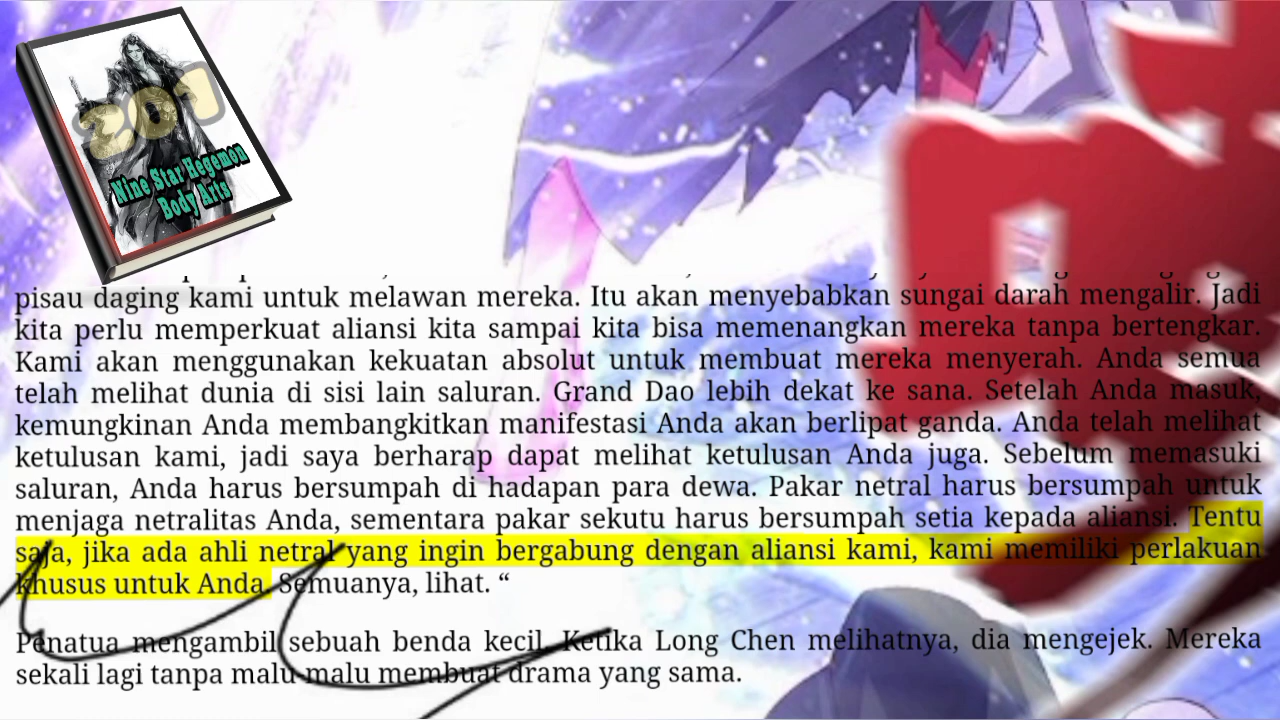 201
Nine Star Hegemon
Body Arts
pisau daging kami untuk melawan mereka. Itu akan menyebabkan sungai darah mengalir. Jadi
kita perlu memperkuat aliansi kita sampai kita bisa memenangkan mereka tanpa bertengkar.
Kami akan menggunakan kekuatan absolut untuk membuat mereka menyerah. Anda semua
telah melihat dunia di sisi lain saluran. Grand Dao lebih dekat ke sana. Setelah Anda masuk,
kemungkinan Anda membangkitkan manifestasi Anda akan berlipat ganda. Anda telah melihat
ketulusan kami, jadi saya berharap dapat melihat ketulusan Anda juga. Sebelum memasuki
saluran, Anda harus bersumpah di hadapan para dewa. Pakar netral harus bersumpah untuk
menjaga netralitas Anda, sementara pakar sekutu harus bersumpah setia kepada aliansi. Tentu
saja, jika ada ahli netral yang ingin bergabung dengan aliansi kami, kami memiliki perlakuan
khusus untuk Anda. Semuanya, lihat. “
Penatua mengambil sebuah benda kecil. Ketika Long Chen melihatnya, dia mengejek. Mereka
sekali lagi tanpa malu-malu membuat drama yang sama.